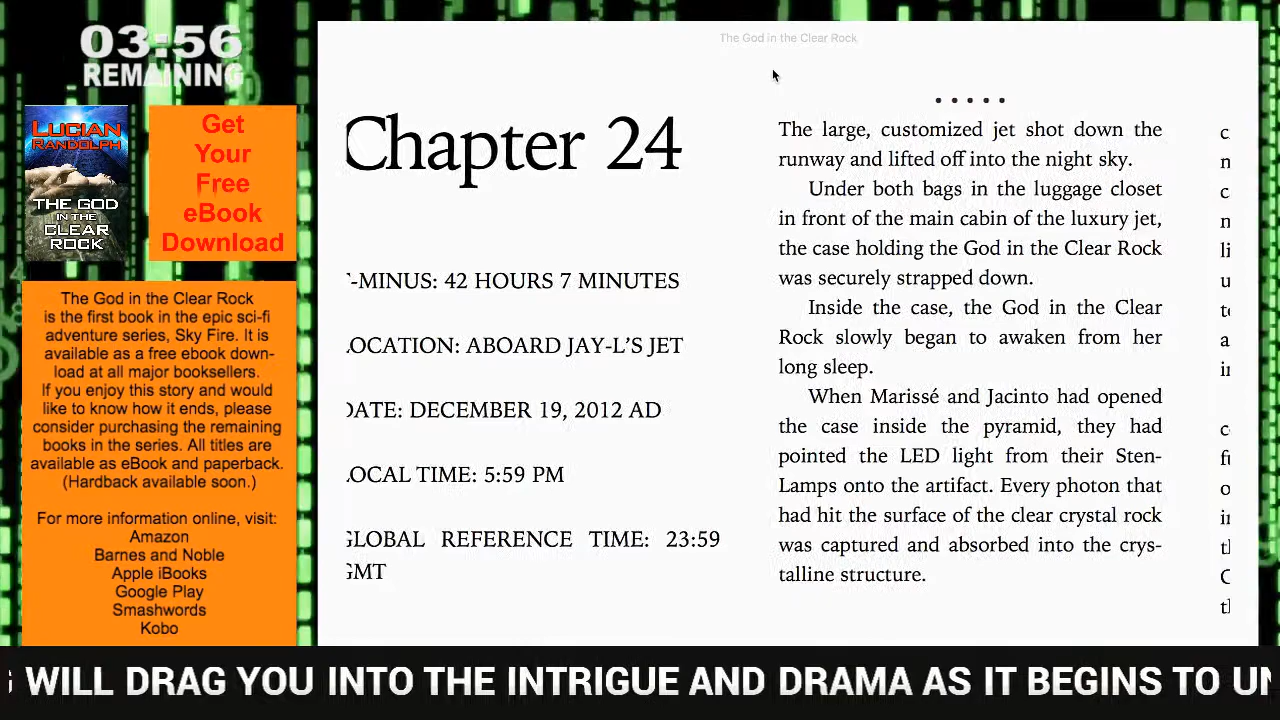 03:56
REMAINING
LUCIAN
RANDOLPH
THE GOD
IN THE
CLEAR
ROCK
Get
Your
Free
eBook
Download
The God in the Clear Rock
is the first book in the epic sci-fi
adventure series, Sky Fire. It is
available as a free ebook down-
load at all major booksellers.
If you enjoy this story and would
like to know how it ends, please
consider purchasing the remaining
books in the series. All titles are
available as eBook and paperback.
(Hardback available soon.)
For more information online, visit:
Amazon
Barnes and Noble
Apple iBooks
Google Play
Smashwords
Kobo
The God in the Clear Rock
Chapter 24
-MINUS: 42 HOURS 7 MINUTES
OCATION: ABOARD JAY-L’S JET
DATE: DECEMBER 19, 2012 AD
OCAL TIME: 5:59 PM
GLOBAL REFERENCE TIME: 23:59
GMT
• • • • •
The large, customized jet shot down the
runway and lifted off into the night sky.
Under both bags in the luggage closet
in front of the main cabin of the luxury jet,
the case holding the God in the Clear Rock
was securely strapped down.
Inside the case, the God in the Clear
Rock slowly began to awaken from her
long sleep.
When Marissé and Jacinto had opened
the case inside the pyramid, they had
pointed the LED light from their Sten-
Lamps onto the artifact. Every photon that
had hit the surface of the clear crystal rock
was captured and absorbed into the crys-
talline structure.
WILL DRAG YOU INTO THE INTRIGUE AND DRAMA AS IT BEGINS TO UN